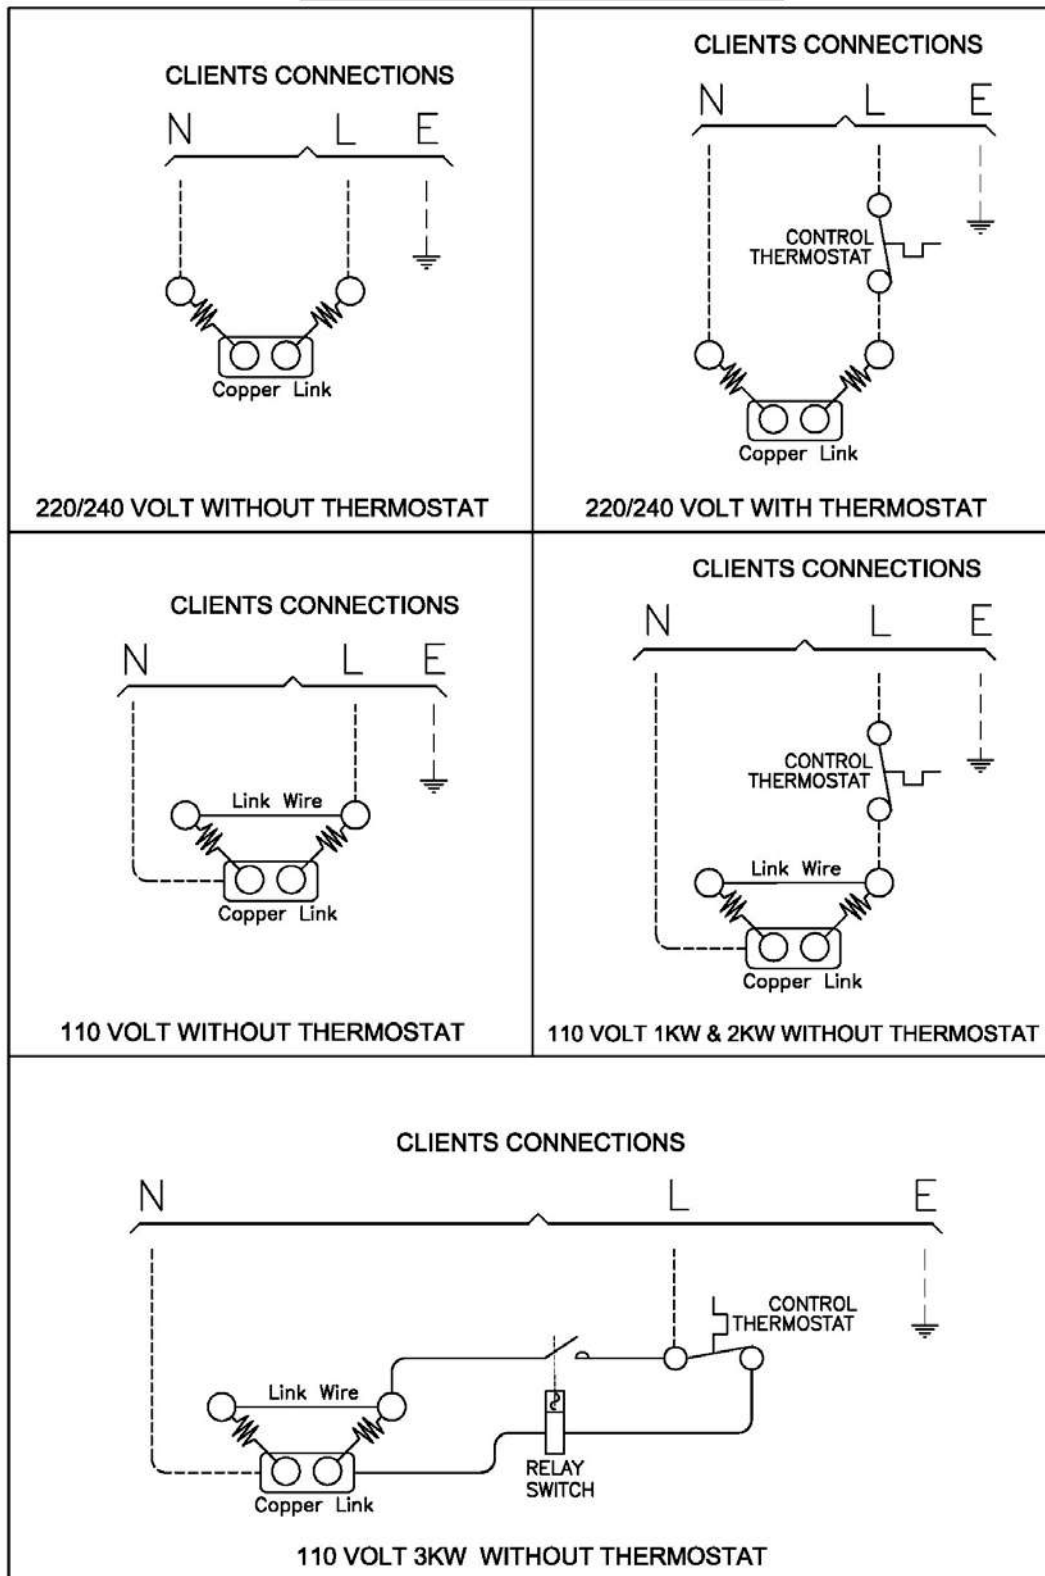 CLIENTS CONNECTIONS
N L E
Copper Link
220/240 VOLT WITHOUT THERMOSTAT
CLIENTS CONNECTIONS
N L E
CONTROL
THERMOSTAT
Copper Link
220/240 VOLT WITH THERMOSTAT
CLIENTS CONNECTIONS
N L E
Link Wire
Copper Link
110 VOLT WITHOUT THERMOSTAT
CLIENTS CONNECTIONS
N L E
CONTROL
THERMOSTAT
Link Wire
Copper Link
110 VOLT 1KW & 2KW WITHOUT THERMOSTAT
CLIENTS CONNECTIONS
N L E
CONTROL
THERMOSTAT
Link Wire
RELAY
SWITCH
Copper Link
110 VOLT 3KW WITHOUT THERMOSTAT